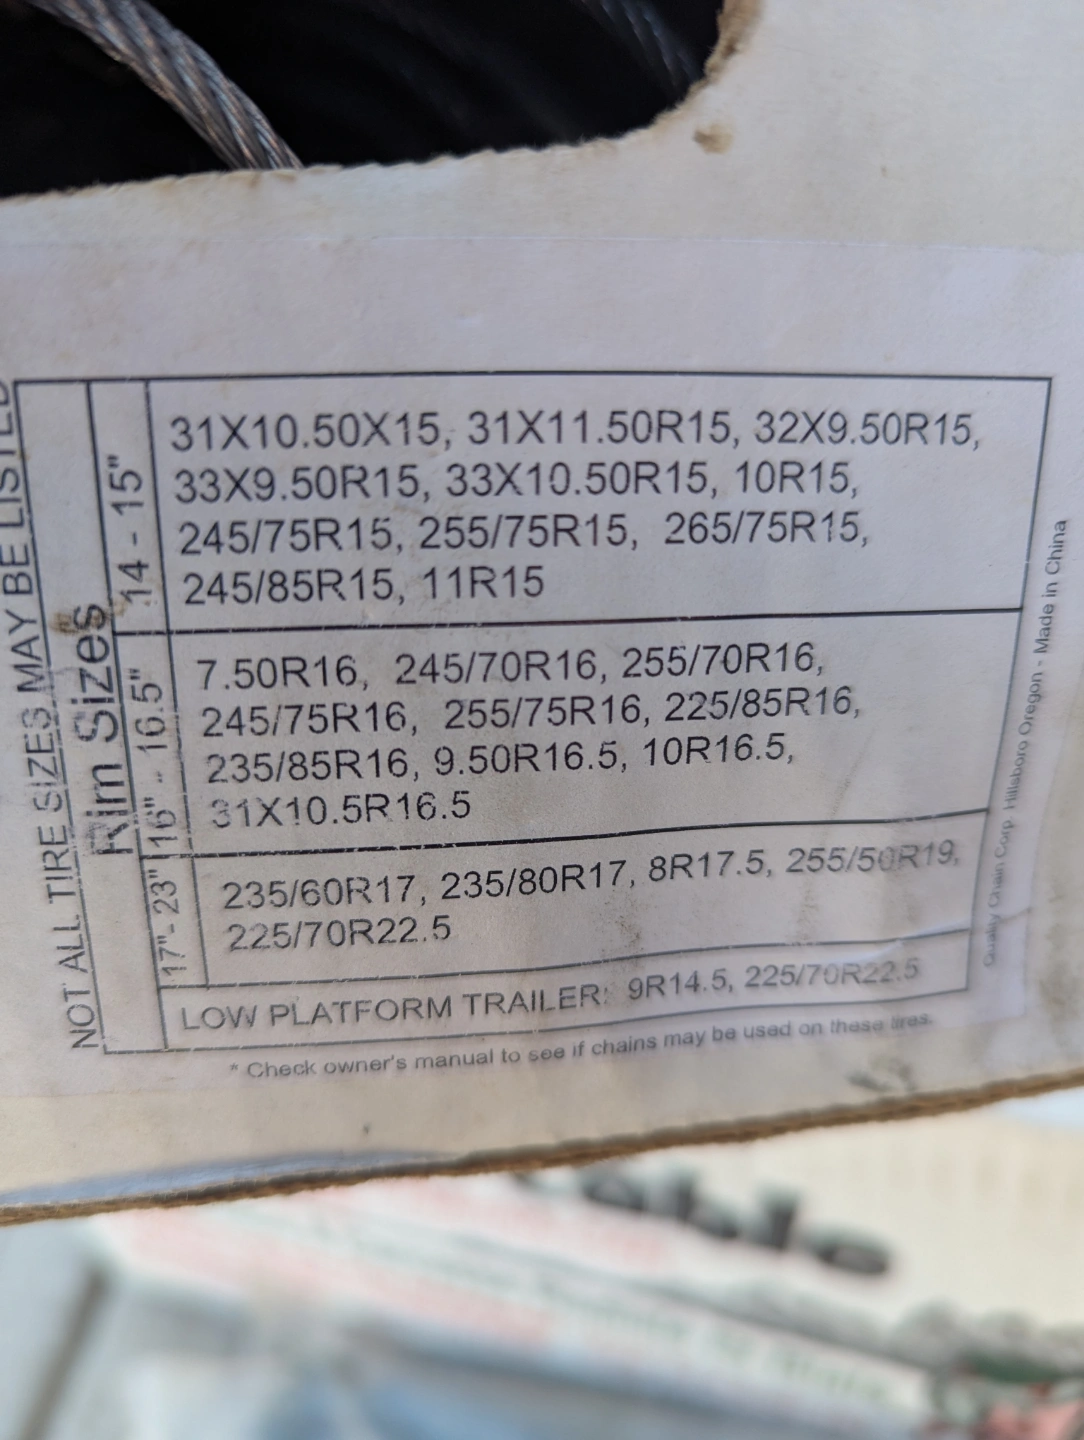 NOT ALL TIRE SIZES MAY BE LISTED
Rim Sizes
14 - 15"
31X10.50X15, 31X11.50R15, 32X9.50R15,
33X9.50R15, 33X10.50R15, 10R15,
245/75R15, 255/75R15, 265/75R15,
245/85R15, 11R15
16" - 16.5"
7.50R16, 245/70R16, 255/70R16,
245/75R16, 255/75R16, 225/85R16,
235/85R16, 9.50R16.5, 10R16.5,
31X10.5R16.5
17"- 23"
235/60R17, 235/80R17, 8R17.5, 255/50R19,
225/70R22.5
LOW PLATFORM TRAILER: 9R14.5, 225/70R22.5
* Check owner's manual to see if chains may be used on these tires.
Quality Chain Corp. Hillsboro Oregon - Made in China